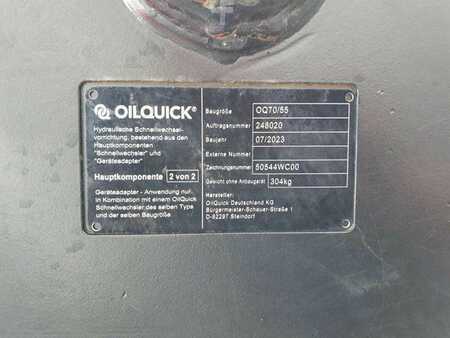 OILQUICK®
Hydraulische Schnellwechsel-
vorrichtung, bestehend aus den
Hauptkomponenten
"Schnellwechsler" und
"Geräteadapter"
Hauptkomponente 2 von 2
Geräteadapter - Anwendung nur
in Kombination mit einem OilQuick
Schnellwechsler des selben Type
und der selben Baugröße
Baugröße OQ70/55
Auftragsnummer 248020
Baujahr 07/2023
Externe Nummer
Zeichnungsnummer 50544WC00
Gewicht ohne Anbaugerät 304kg
Hersteller:
OilQuick Deutschland KG
Bürgermeister-Schauer-Straße 1
D-82297 Steindorf